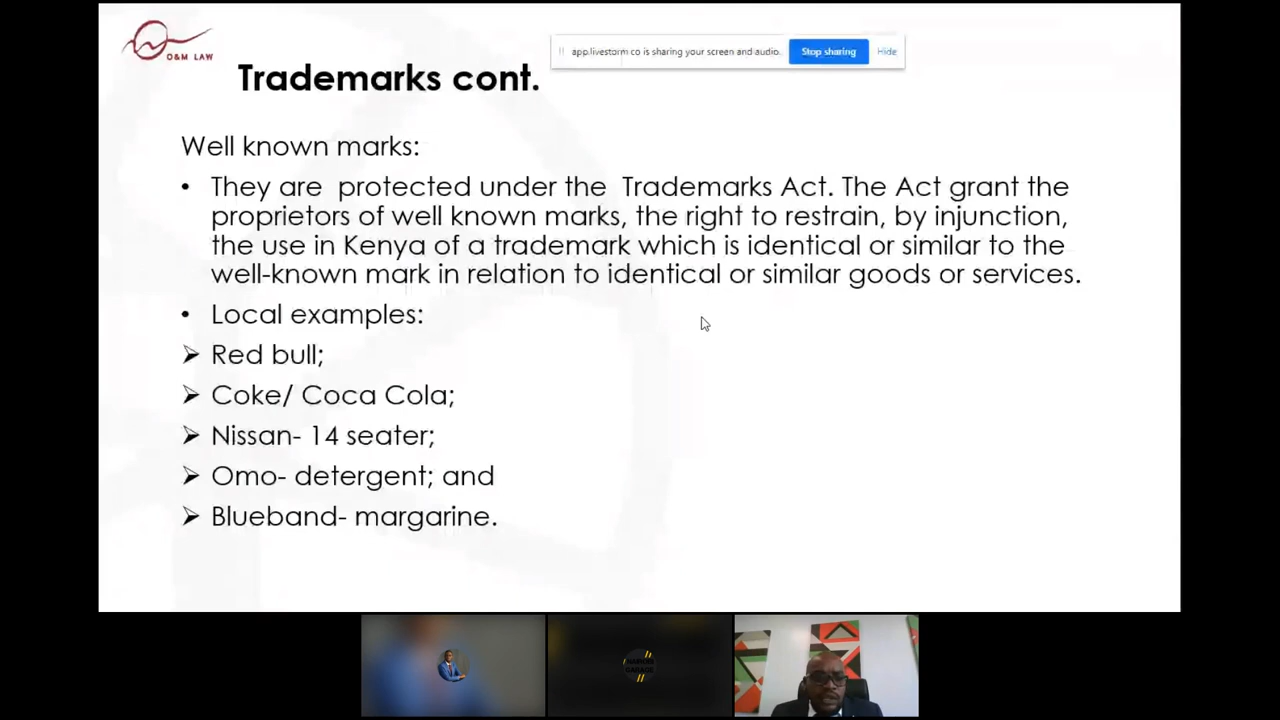 O&M LAW
app.livestorm.co is sharing your screen and audio.
Stop sharing
Hide
Trademarks cont.
Well known marks:
• They are protected under the Trademarks Act. The Act grant the
proprietors of well known marks, the right to restrain, by injunction,
the use in Kenya of a trademark which is identical or similar to the
well-known mark in relation to identical or similar goods or services.
• Local examples:
➢ Red bull;
➢ Coke/ Coca Cola;
➢ Nissan- 14 seater;
➢ Omo- detergent; and
➢ Blueband- margarine.
GARAGE